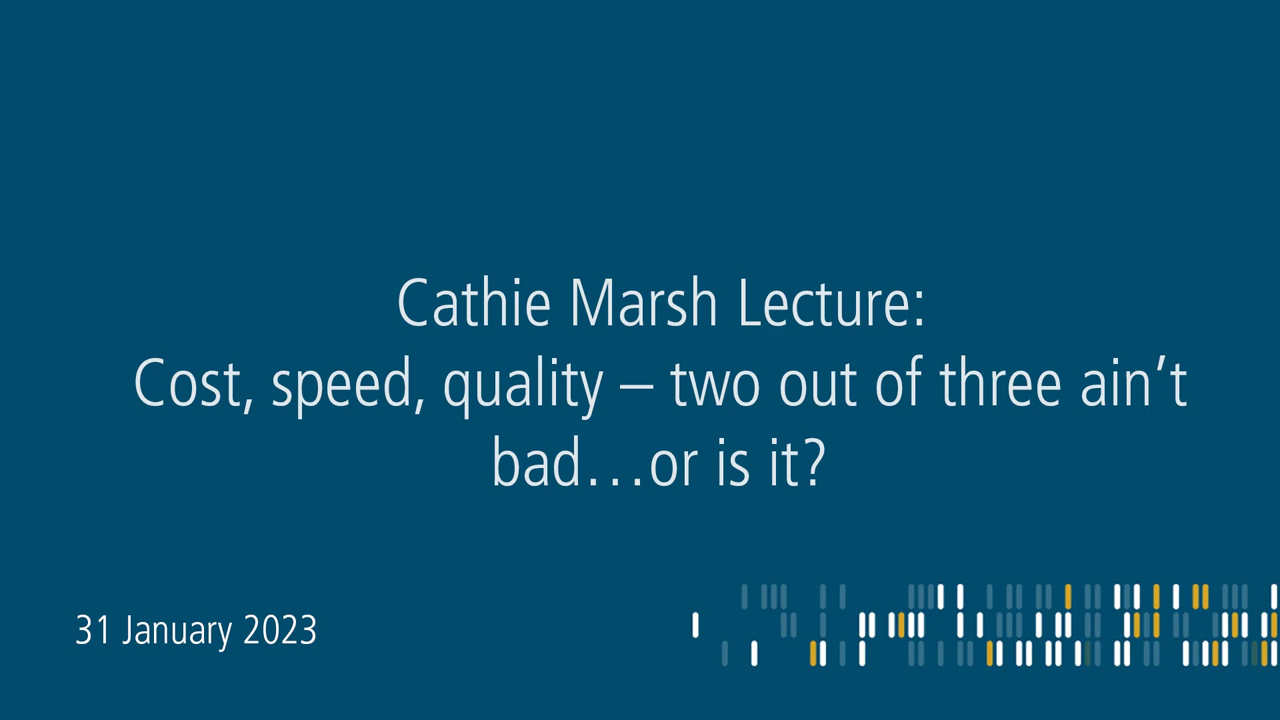 Cathie Marsh Lecture:
Cost, speed, quality – two out of three ain’t
bad…or is it?
31 January 2023